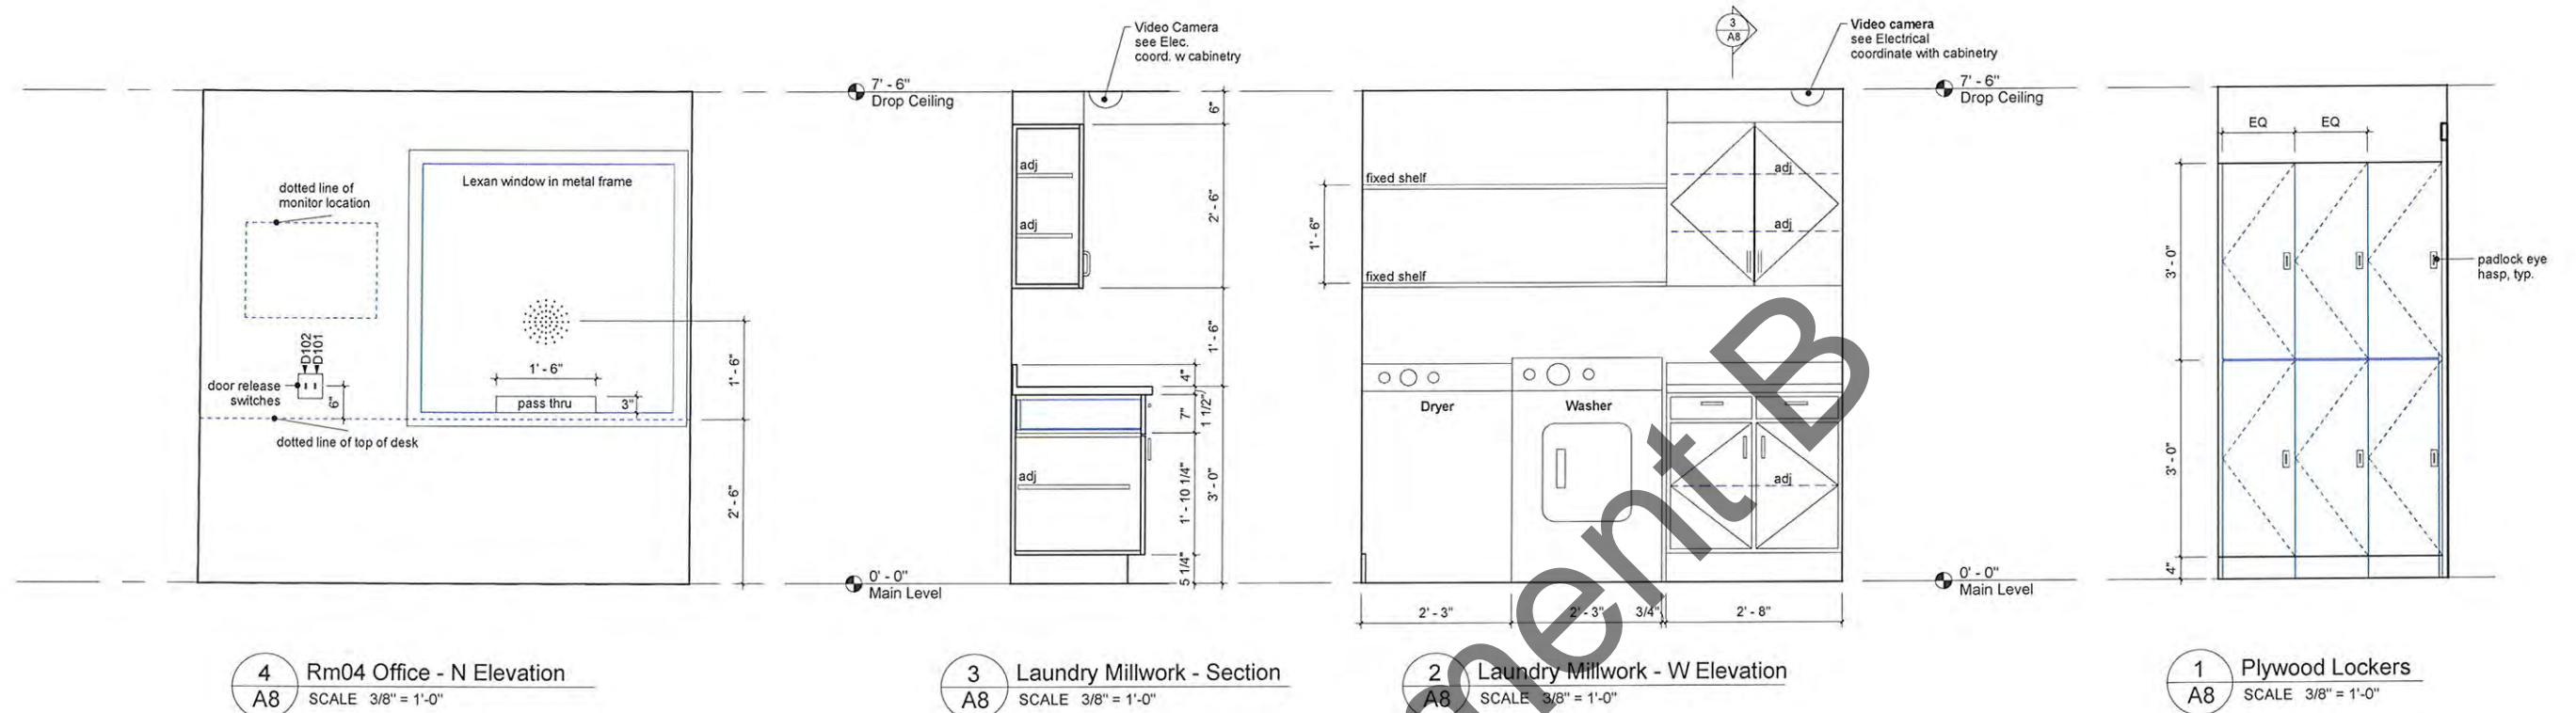 dotted line of
monitor location
Lexan window in metal frame
D102
D101
door release
switches
6"
1' - 6"
pass thru
3"
dotted line of top of desk
1' - 6"
2' - 6"
4
A8
Rm04 Office - N Elevation
SCALE 3/8" = 1'-0"
7' - 6"
Drop Ceiling
0' - 0"
Main Level
Video Camera
see Elec.
coord. w cabinetry
adj
adj
adj
6"
2' - 6"
1' - 6"
4"
7"
1 1/2"
1' - 10 1/4"
3' - 0"
5 1/4"
3
A8
Laundry Millwork - Section
SCALE 3/8" = 1'-0"
3
A8
Video camera
see Electrical
coordinate with cabinetry
fixed shelf
1' - 6"
fixed shelf
adj
adj
Dryer
Washer
adj
2' - 3"
2' - 3"
3/4"
2' - 8"
2
A8
Laundry Millwork - W Elevation
SCALE 3/8" = 1'-0"
7' - 6"
Drop Ceiling
0' - 0"
Main Level
EQ
EQ
3' - 0"
3' - 0"
4"
padlock eye
hasp, typ.
1
A8
Plywood Lockers
SCALE 3/8" = 1'-0"
ment B